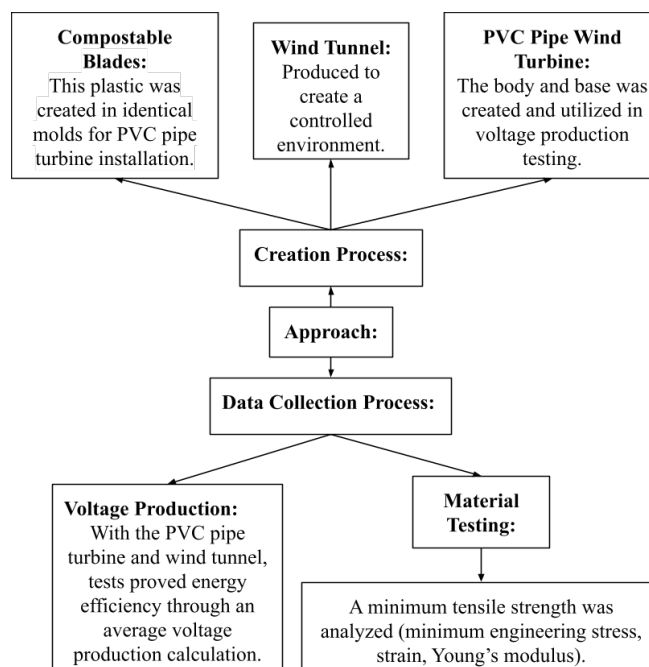 Compostable
Blades:
This plastic was
created in identical
molds for PVC pipe
turbine installation.
Wind Tunnel:
Produced to
create a
controlled
environment.
PVC Pipe Wind
Turbine:
The body and base was
created and utilized in
voltage production
testing.
Creation Process:
Approach:
Data Collection Process:
Voltage Production:
With the PVC pipe
turbine and wind tunnel,
tests proved energy
efficiency through an
average voltage
production calculation.
Material
Testing:
A minimum tensile strength was
analyzed (minimum engineering stress,
strain, Young’s modulus).